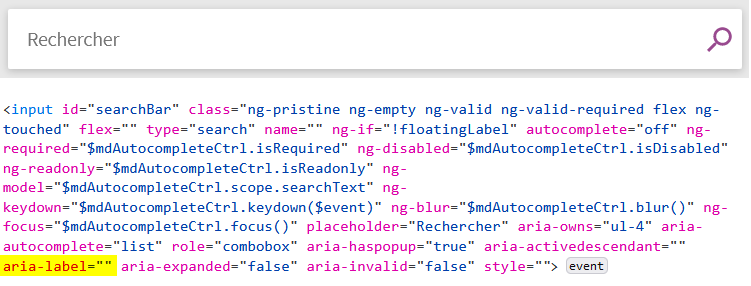 Rechercher
<input id="searchBar" class="ng-pristine ng-empty ng-valid ng-valid-required flex ng-
touched" flex="" type="search" name="" ng-if="!floatingLabel" autocomplete="off" ng-
required="$mdAutocompleteCtrl.isRequired" ng-disabled="$mdAutocompleteCtrl.isDisabled"
ng-readonly="$mdAutocompleteCtrl.isReadonly" ng-
model="$mdAutocompleteCtrl.scope.searchText" ng-
keydown="$mdAutocompleteCtrl.keydown($event)" ng-blur="$mdAutocompleteCtrl.blur()" ng-
focus="$mdAutocompleteCtrl.focus()" placeholder="Rechercher" aria-owns="ul-4" aria-
autocomplete="list" role="combobox" aria-haspopup="true" aria-activedescendant=""
aria-label="" aria-expanded="false" aria-invalid="false" style=""> event